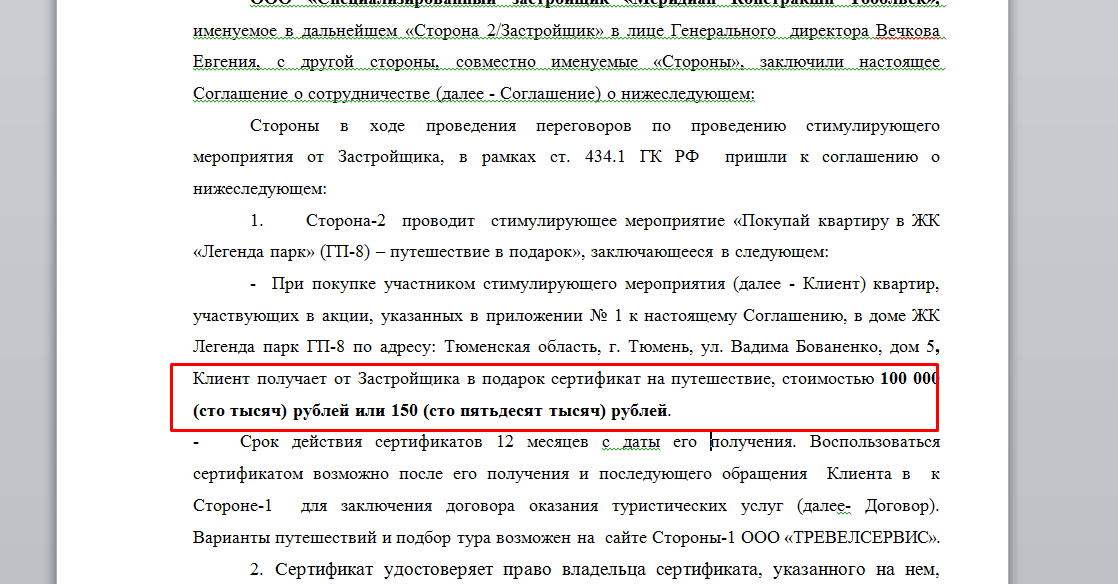 ООО «Специализированный застройщик «Меридиан Констракшн Тобольск»,
именуемое в дальнейшем «Сторона 2/Застройщик» в лице Генерального директора Вечкова
Евгения, с другой стороны, совместно именуемые «Стороны», заключили настоящее
Соглашение о сотрудничестве (далее - Соглашение) о нижеследующем:
Стороны в ходе проведения переговоров по проведению стимулирующего
мероприятия от Застройщика, в рамках ст. 434.1 ГК РФ пришли к соглашению о
нижеследующем:
1. Сторона-2 проводит стимулирующее мероприятие «Покупай квартиру в ЖК
«Легенда парк» (ГП-8) – путешествие в подарок», заключающееся в следующем:
- При покупке участником стимулирующего мероприятия (далее - Клиент) квартир,
участвующих в акции, указанных в приложении № 1 к настоящему Соглашению, в доме ЖК
Легенда парк ГП-8 по адресу: Тюменская область, г. Тюмень, ул. Вадима Бованенко, дом 5,
Клиент получает от Застройщика в подарок сертификат на путешествие, стоимостью 100 000
(сто тысяч) рублей или 150 (сто пятьдесят тысяч) рублей.
- Срок действия сертификатов 12 месяцев с даты его получения. Воспользоваться
сертификатом возможно после его получения и последующего обращения Клиента в к
Стороне-1 для заключения договора оказания туристических услуг (далее- Договор).
Варианты путешествий и подбор тура возможен на сайте Стороны-1 ООО «ТРЕВЕЛСЕРВИС».
2. Сертификат удостоверяет право владельца сертификата, указанного на нем,